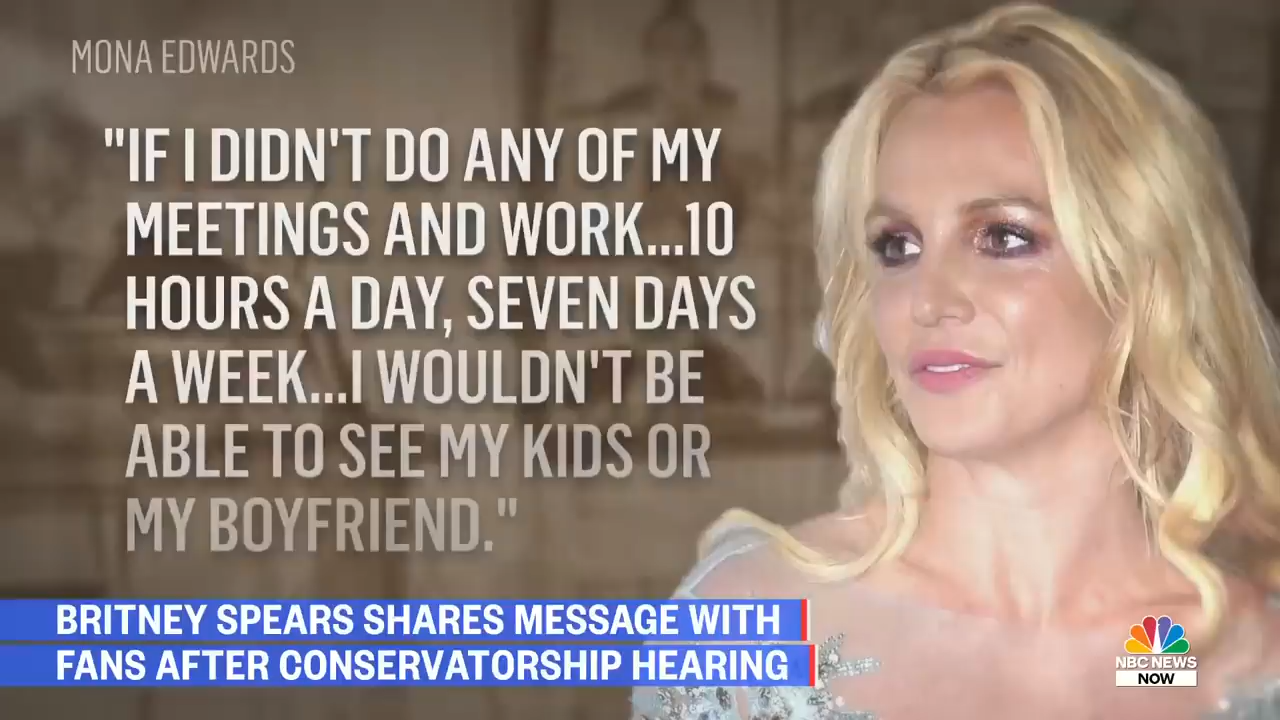 MONA EDWARDS
"IF I DIDN'T DO ANY OF MY
MEETINGS AND WORK...10
HOURS A DAY, SEVEN DAYS
A WEEK...I WOULDN'T BE
ABLE TO SEE MY KIDS OR
MY BOYFRIEND."
BRITNEY SPEARS SHARES MESSAGE WITH
FANS AFTER CONSERVATORSHIP HEARING
NBC NEWS
NOW